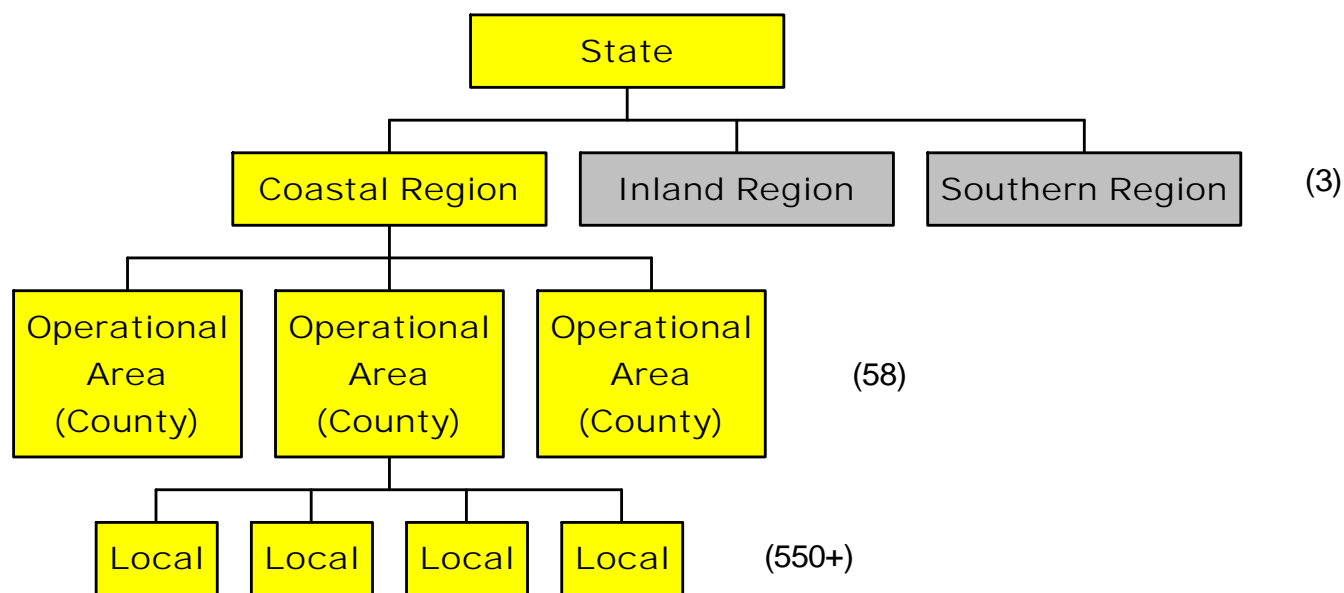 State
Coastal Region
Inland Region
Southern Region
(3)
Operational
Area
(County)
Operational
Area
(County)
Operational
Area
(County)
(58)
Local
Local
Local
Local
(550+)